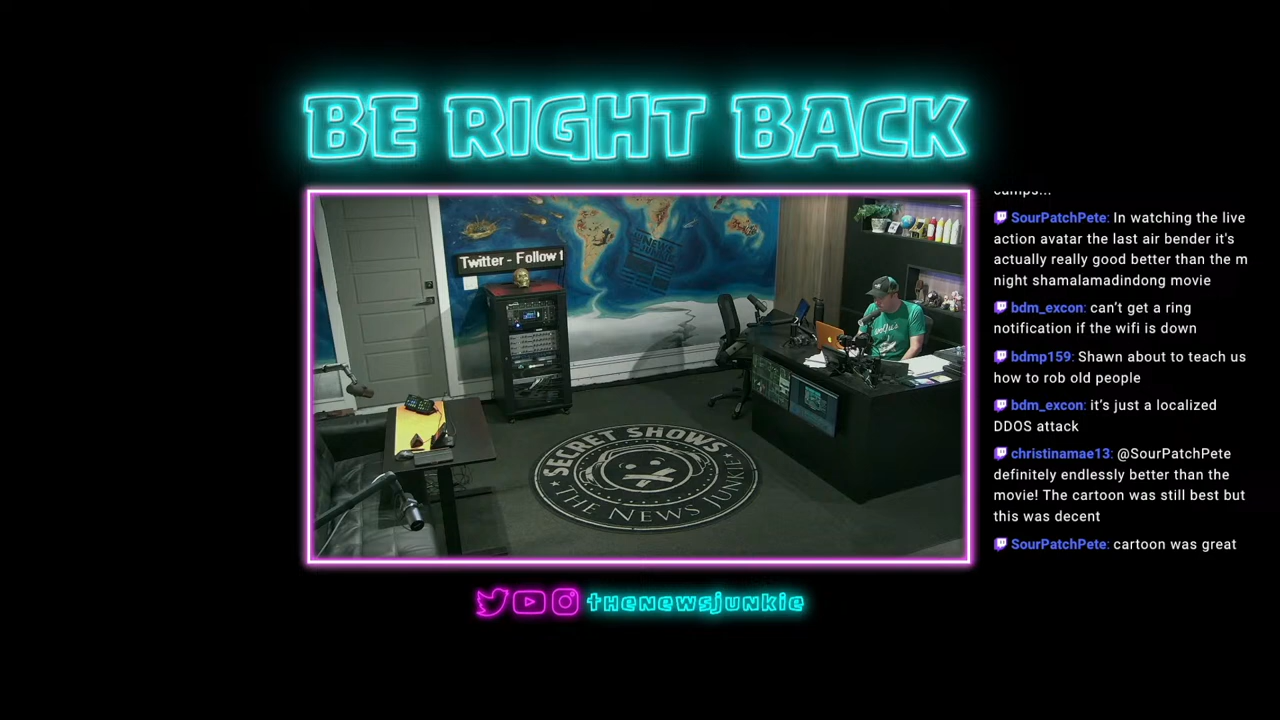 BE RIGHT BACK
Twitter - Follow t
THE NEWS
JUNKIE
SECRET SHOWS
THE NEWS JUNKIE
camps...
SourPatchPete: In watching the live
action avatar the last air bender it's
actually really good better than the m
night shamalamadindong movie
bdm_excon: can’t get a ring
notification if the wifi is down
bdmp159: Shawn about to teach us
how to rob old people
bdm_excon: it’s just a localized
DDOS attack
christinamae13: @SourPatchPete
definitely endlessly better than the
movie! The cartoon was still best but
this was decent
SourPatchPete: cartoon was great
thenewsjunkie